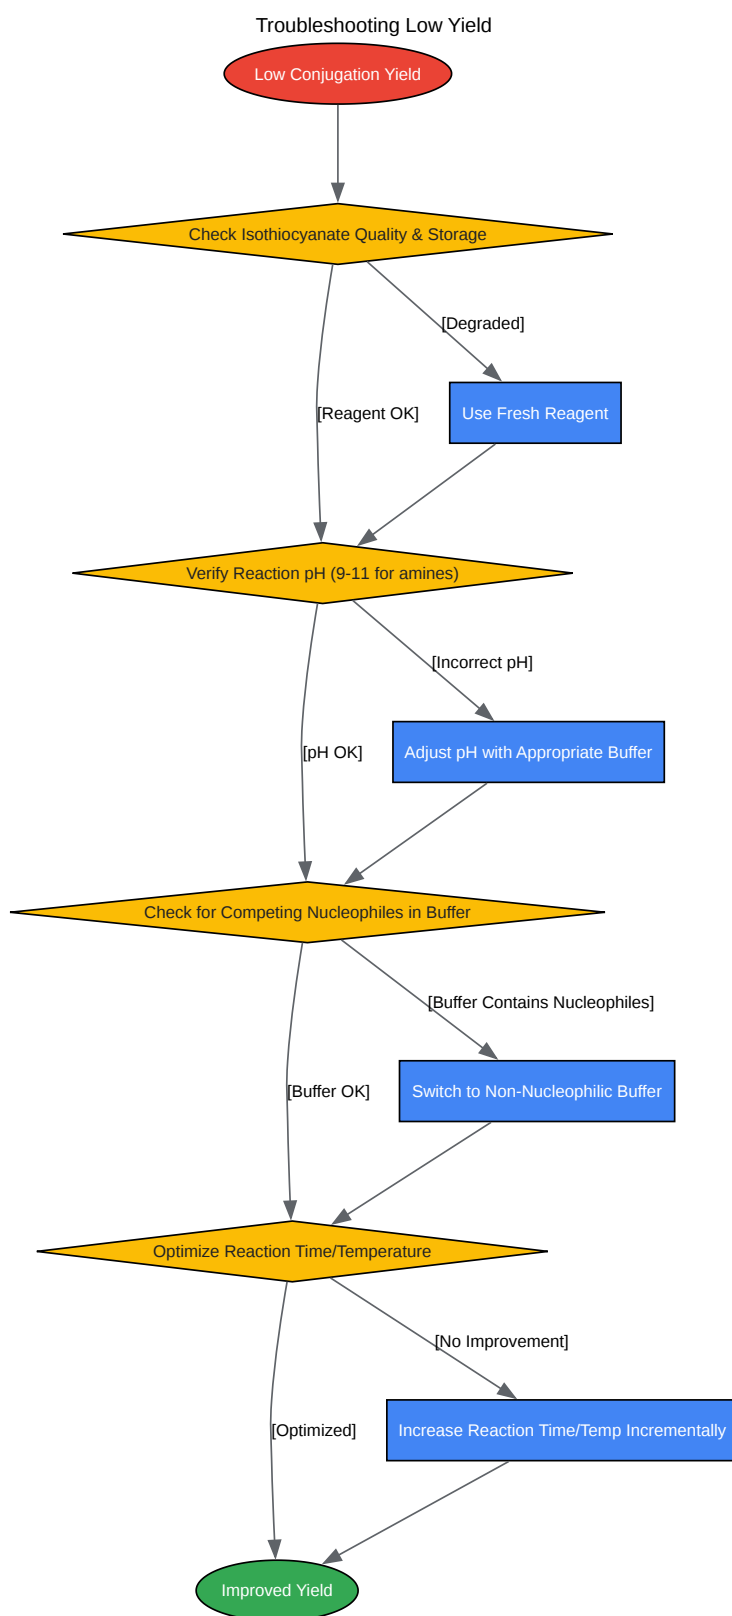 Troubleshooting Low Yield
Low Conjugation Yield
Check Isothiocyanate Quality & Storage
[Degraded]
[Reagent OK]
Use Fresh Reagent
Verify Reaction pH (9-11 for amines)
[Incorrect pH]
[pH OK]
Adjust pH with Appropriate Buffer
Check for Competing Nucleophiles in Buffer
[Buffer Contains Nucleophiles]
[Buffer OK]
Switch to Non-Nucleophilic Buffer
Optimize Reaction Time/Temperature
[No Improvement]
[Optimized]
Increase Reaction Time/Temp Incrementally
Improved Yield